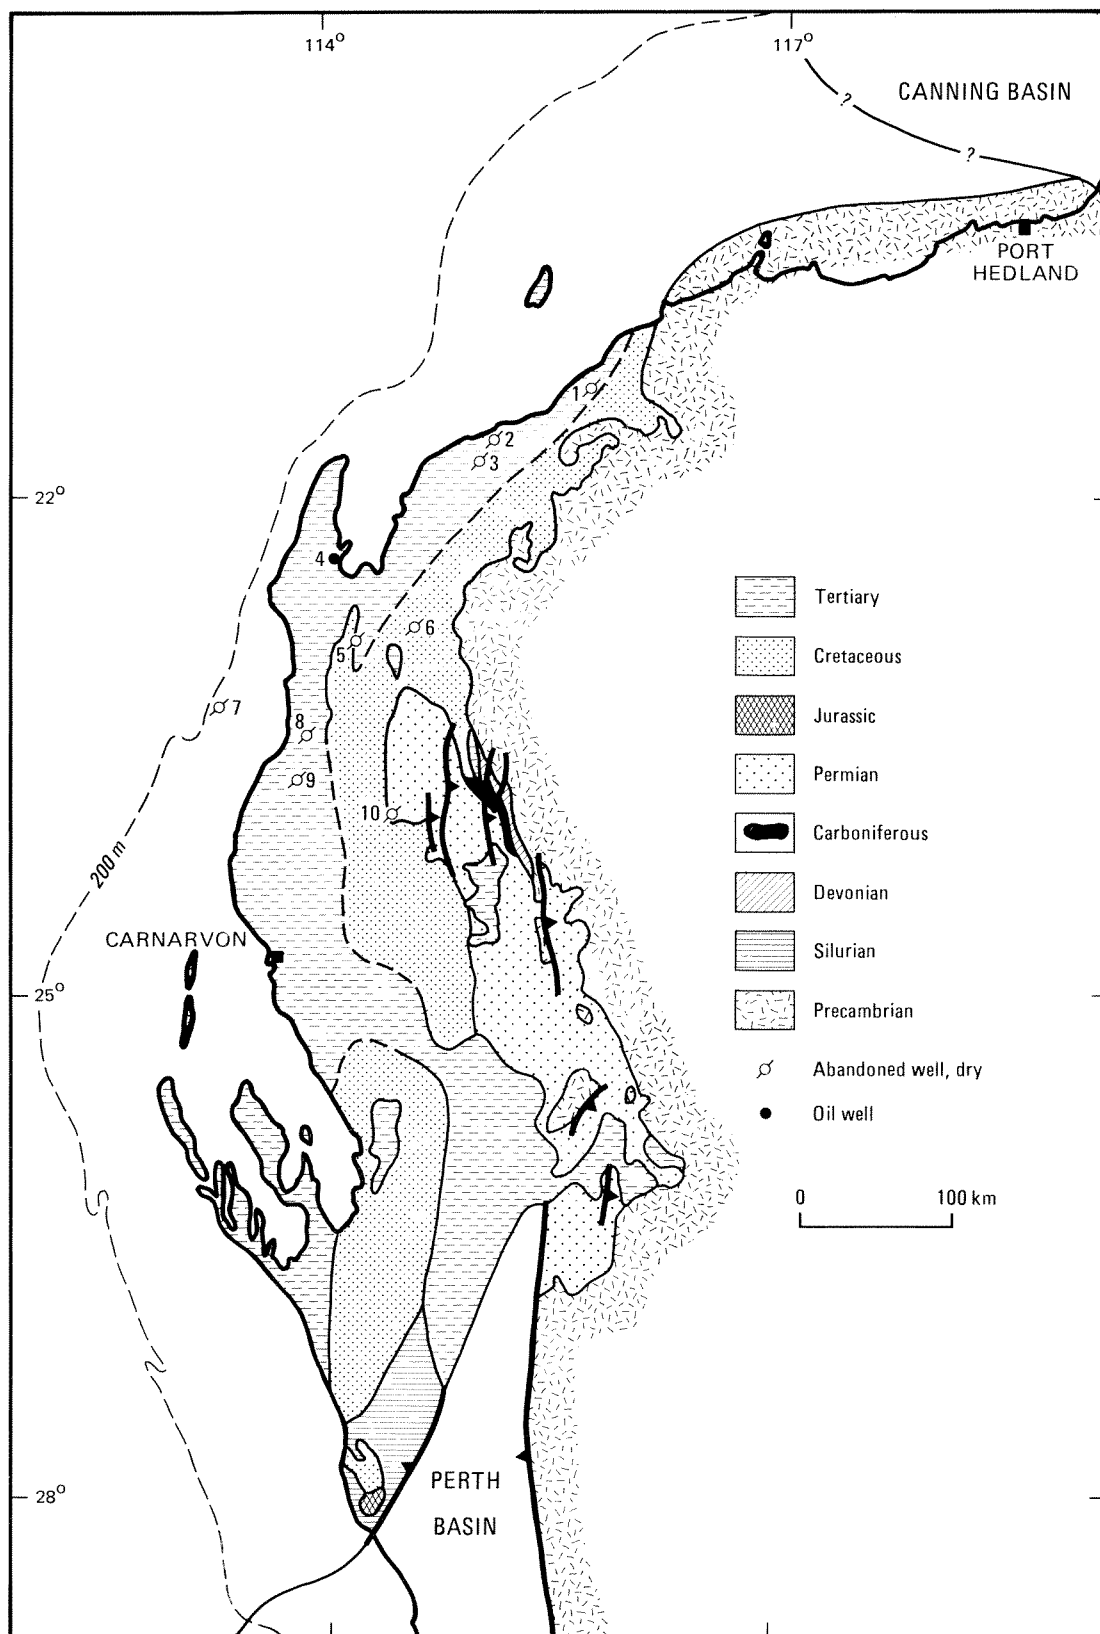 114°
117°
CANNING BASIN
?
?
PORT
HEDLAND
1
2
3
22°
4
Tertiary
6
5
Cretaceous
7
Jurassic
8
Permian
9
10
Carboniferous
200 m
Devonian
CARNARVON
Silurian
25°
Precambrian
Abandoned well, dry
Oil well
0
100 km
PERTH
BASIN
28°